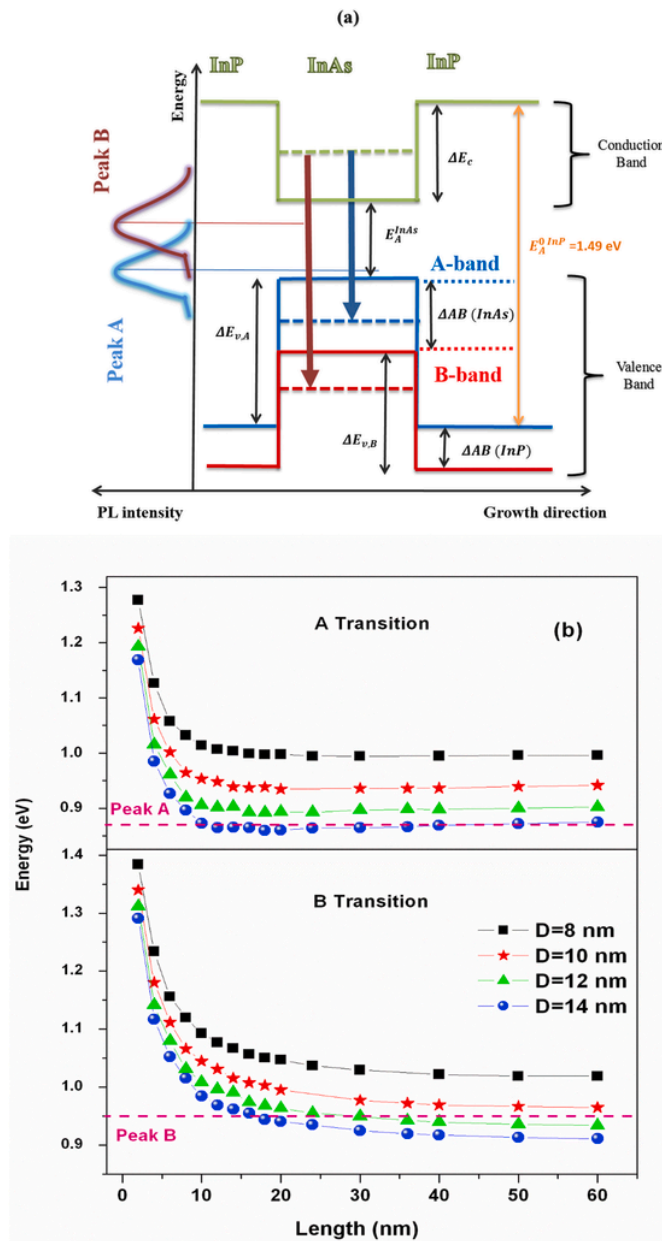 (a)
InP
InAs
InP
Energy
Peak B
Peak A
ΔE_c
Conduction
Band
E_A^InAs
E_A^0 InP =1.49 eV
A-band
ΔE_v,A
ΔAB (InAs)
B-band
Valence
Band
ΔE_v,B
ΔAB (InP)
PL intensity
Growth direction
1.3
A Transition
(b)
1.2
1.1
1.0
0.9
Peak A
Energy (eV)
1.4
B Transition
1.3
D=8 nm
D=10 nm
1.2
D=12 nm
D=14 nm
1.1
1.0
Peak B
0.9
0 10 20 30 40 50 60
Length (nm)